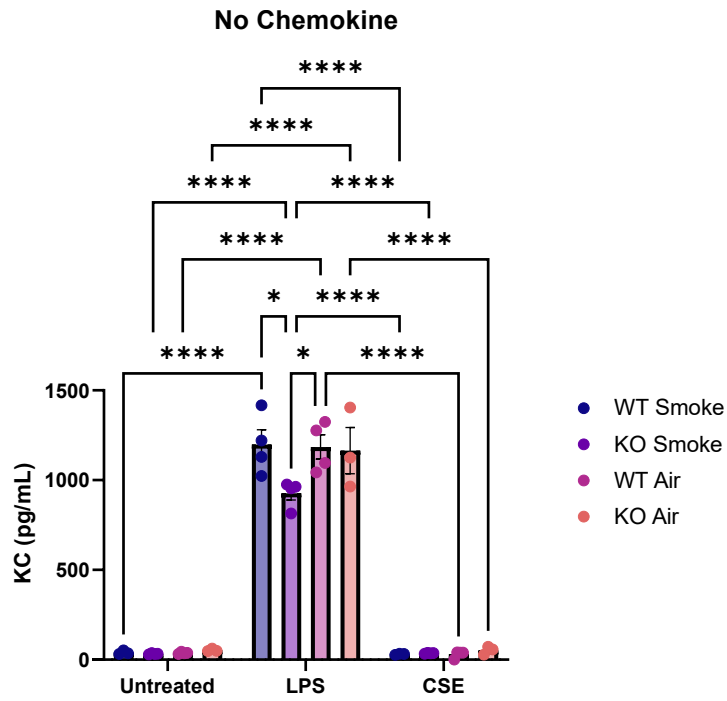 No Chemokine
****
****
**** ****
**** ****
* ****
**** * ****
1500
1000
500
0
KC (pg/mL)
Untreated LPS CSE
WT Smoke
KO Smoke
WT Air
KO Air